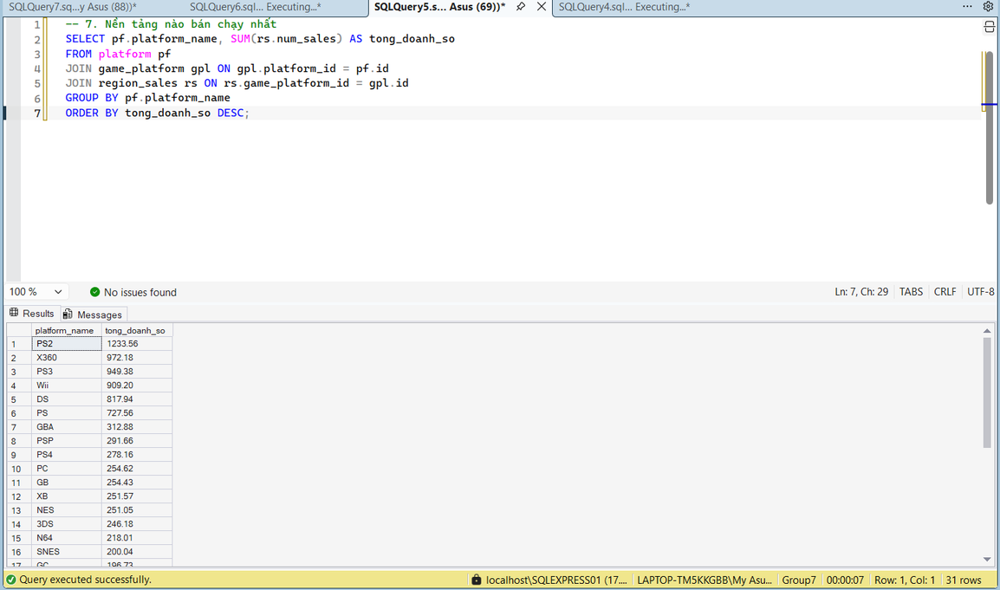 SQLQuery7.sq...y Asus (88))* SQLQuery6.sql... Executing...* SQLQuery5.s... Asus (69))* SQLQuery4.sql... Executing...*
1 -- 7. Nền tảng nào bán chạy nhất
2 SELECT pf.platform_name, SUM(rs.num_sales) AS tong_doanh_so
3 FROM platform pf
4 JOIN game_platform gpl ON gpl.platform_id = pf.id
5 JOIN region_sales rs ON rs.game_platform_id = gpl.id
6 GROUP BY pf.platform_name
7 ORDER BY tong_doanh_so DESC;
100 % No issues found Ln: 7, Ch: 29 TABS CRLF UTF-8
Results Messages
platform_name tong_doanh_so
1 PS2 1233.56
2 X360 972.18
3 PS3 949.38
4 Wii 909.20
5 DS 817.94
6 PS 727.56
7 GBA 312.88
8 PSP 291.66
9 PS4 278.16
10 PC 254.62
11 GB 254.43
12 XB 251.57
13 NES 251.05
14 3DS 246.18
15 N64 218.01
16 SNES 200.04
17 GC 196.73
Query executed successfully. localhost\SQLEXPRESS01 (17.... LAPTOP-TM5KKGBB\My Asu... Group7 00:00:07 Row: 1, Col: 1 31 rows